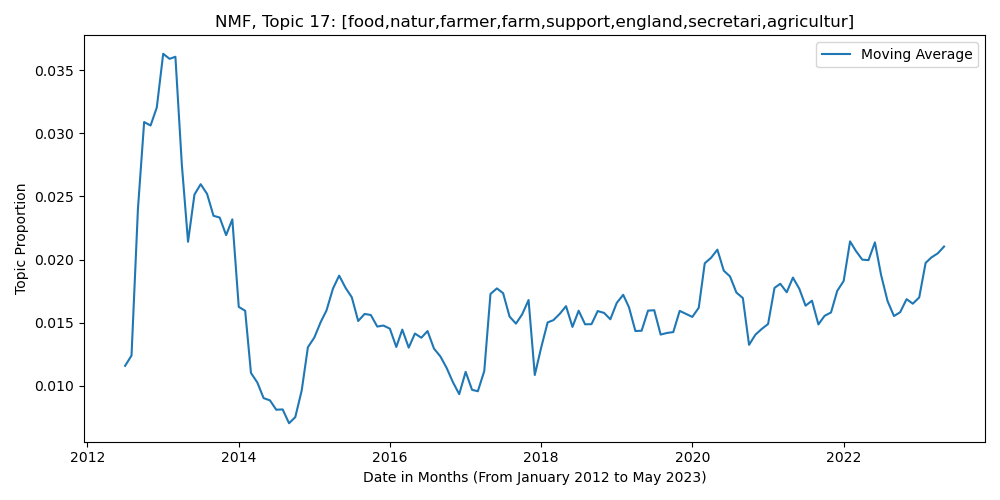 NMF, Topic 17: [food,natur,farmer,farm,support,england,secretari,agricultur]
Moving Average
0.035
0.030
0.025
0.020
0.015
0.010
Topic Proportion
2012 2014 2016 2018 2020 2022
Date in Months (From January 2012 to May 2023)